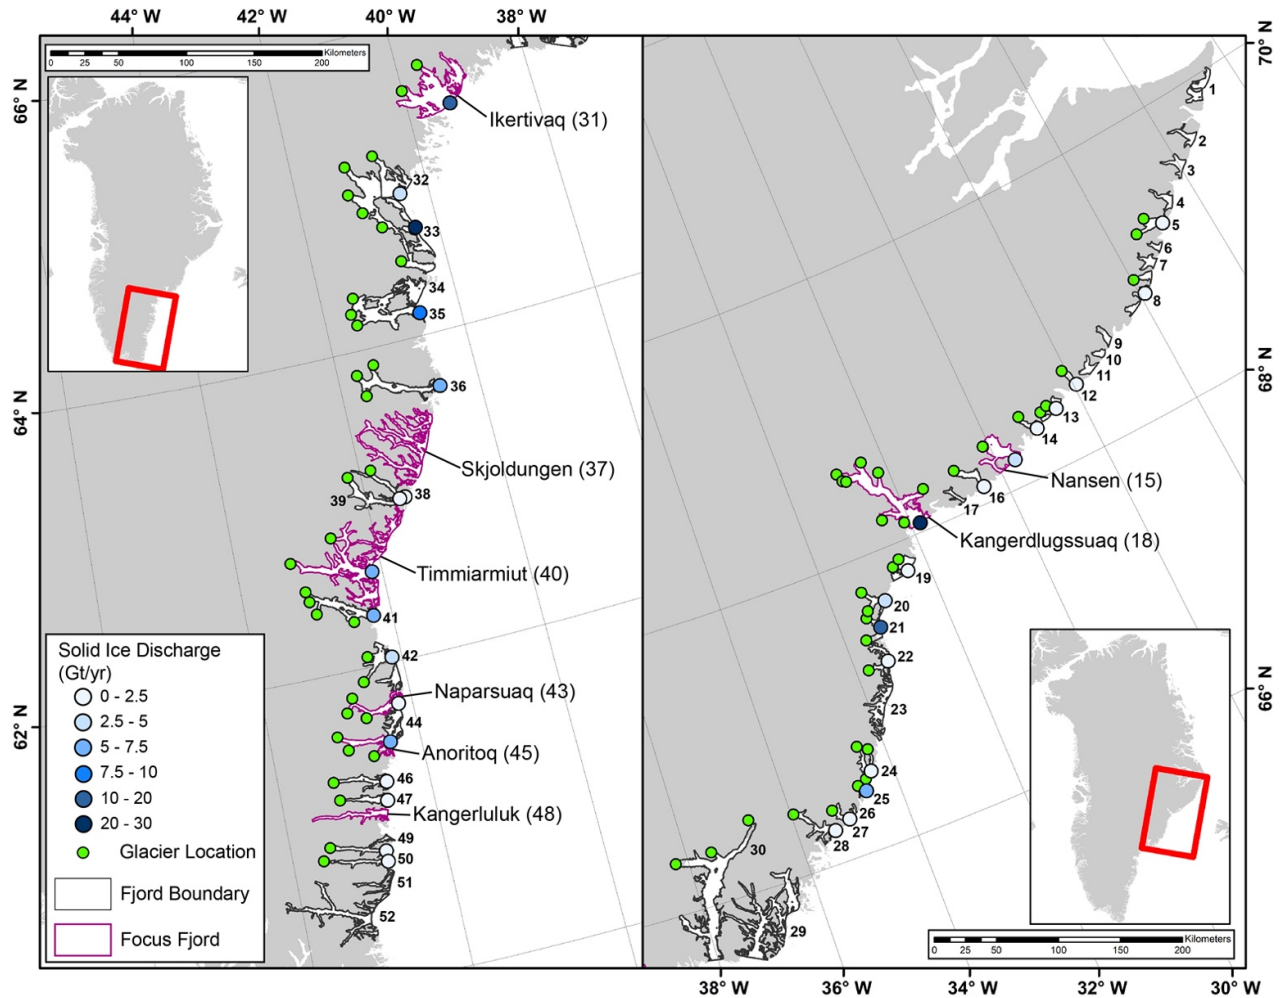 44° W
42° W
40° W
38° W
Kilometers
0 25 50 100 150 200
66° N
64° N
62° N
Ikertivaq (31)
32
33
34
35
36
Skjoldungen (37)
38
39
Timmiarmiut (40)
41
42
Naparsuaq (43)
44
Anoritoq (45)
46
47
Kangerluluk (48)
49
50
51
52
Solid Ice Discharge
(Gt/yr)
0 - 2.5
2.5 - 5
5 - 7.5
7.5 - 10
10 - 20
20 - 30
Glacier Location
Fjord Boundary
Focus Fjord
70° N
68° N
66° N
1
2
3
4
5
6
7
8
9
10
11
12
13
14
Nansen (15)
16
17
Kangerdlugssuaq (18)
19
20
21
22
23
24
25
26
27
28
29
30
Kilometers
0 25 50 100 150 200
38° W
36° W
34° W
32° W
30° W